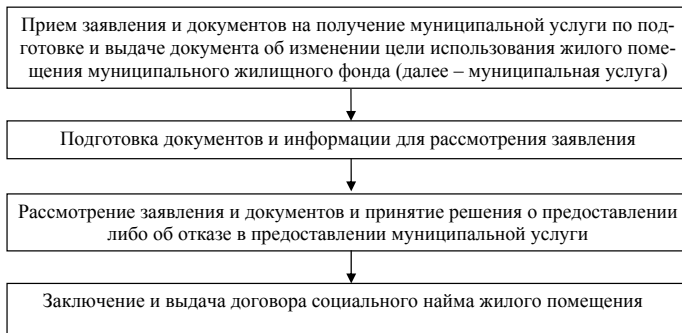 Прием заявления и документов на получение муниципальной услуги по под-
готовке и выдаче документа об изменении цели использования жилого поме-
щения муниципального жилищного фонда (далее – муниципальная услуга)
Подготовка документов и информации для рассмотрения заявления
Рассмотрение заявления и документов и принятие решения о предоставлении
либо об отказе в предоставлении муниципальной услуги
Заключение и выдача договора социального найма жилого помещения